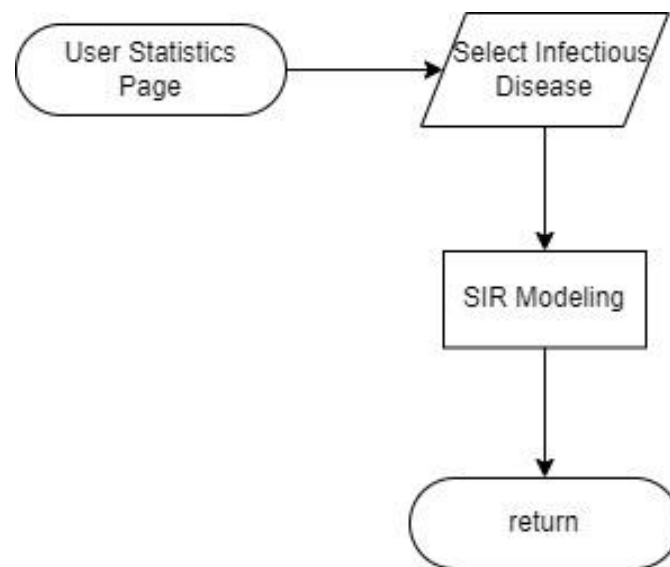 User Statistics
Page
Select Infectious
Disease
SIR Modeling
return